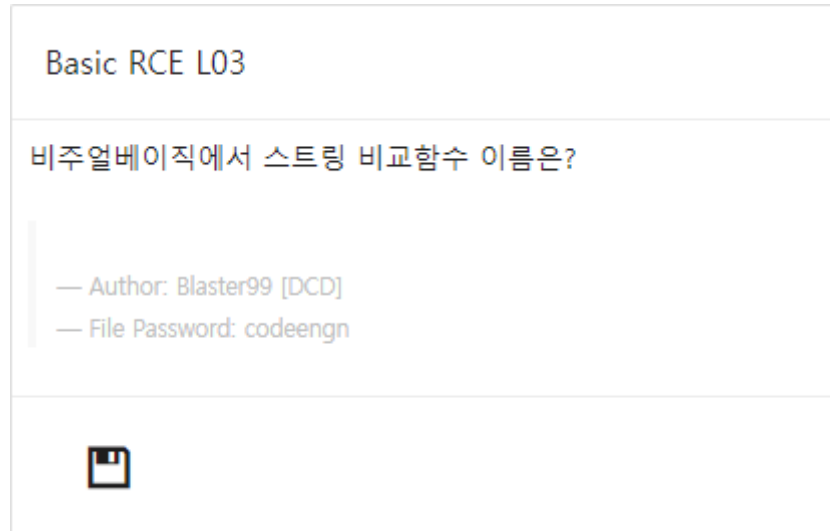 Basic RCE L03
비주얼베이직에서 스트링 비교함수 이름은?
— Author: Blaster99 [DCD]
— File Password: codeengn